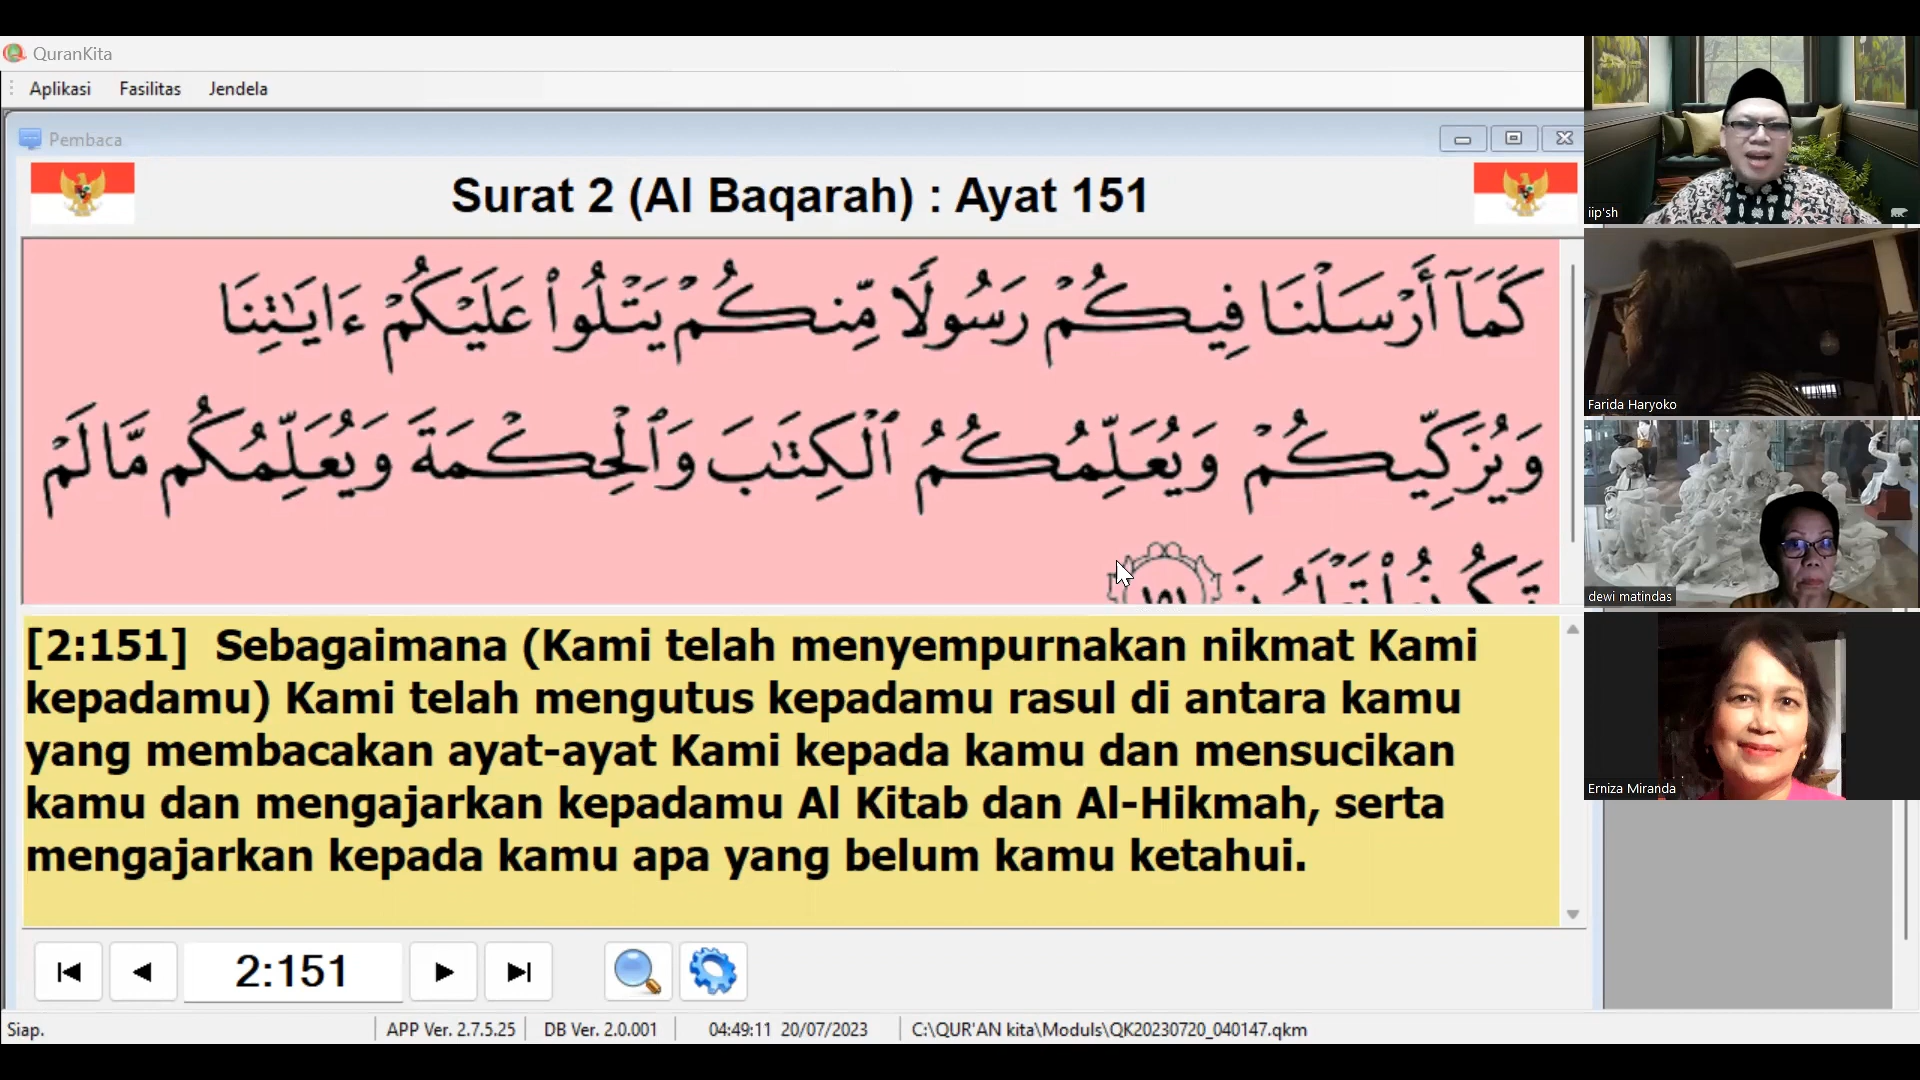 QuranKita
Aplikasi Fasilitas Jendela
Pembaca
Surat 2 (Al Baqarah) : Ayat 151
كَمَآ أَرْسَلْنَا فِيكُمْ رَسُولًا مِّنكُمْ يَتْلُوا۟ عَلَيْكُمْ ءَايَـٰتِنَا
وَيُزَكِّيكُمْ وَيُعَلِّمُكُمُ ٱلْكِتَـٰبَ وَٱلْحِكْمَةَ وَيُعَلِّمُكُم مَّا لَمْ
تَكُونُوا۟ تَعْلَمُونَ ١٥١
[2:151] Sebagaimana (Kami telah menyempurnakan nikmat Kami
kepadamu) Kami telah mengutus kepadamu rasul di antara kamu
yang membacakan ayat-ayat Kami kepada kamu dan mensucikan
kamu dan mengajarkan kepadamu Al Kitab dan Al-Hikmah, serta
mengajarkan kepada kamu apa yang belum kamu ketahui.
2:151
Siap. APP Ver. 2.7.5.25 DB Ver. 2.0.001 04:49:11 20/07/2023 C:\QUR'AN kita\Moduls\QK20230720_040147.qkm
iip'sh
Farida Haryoko
dewi matindas
Erniza Miranda